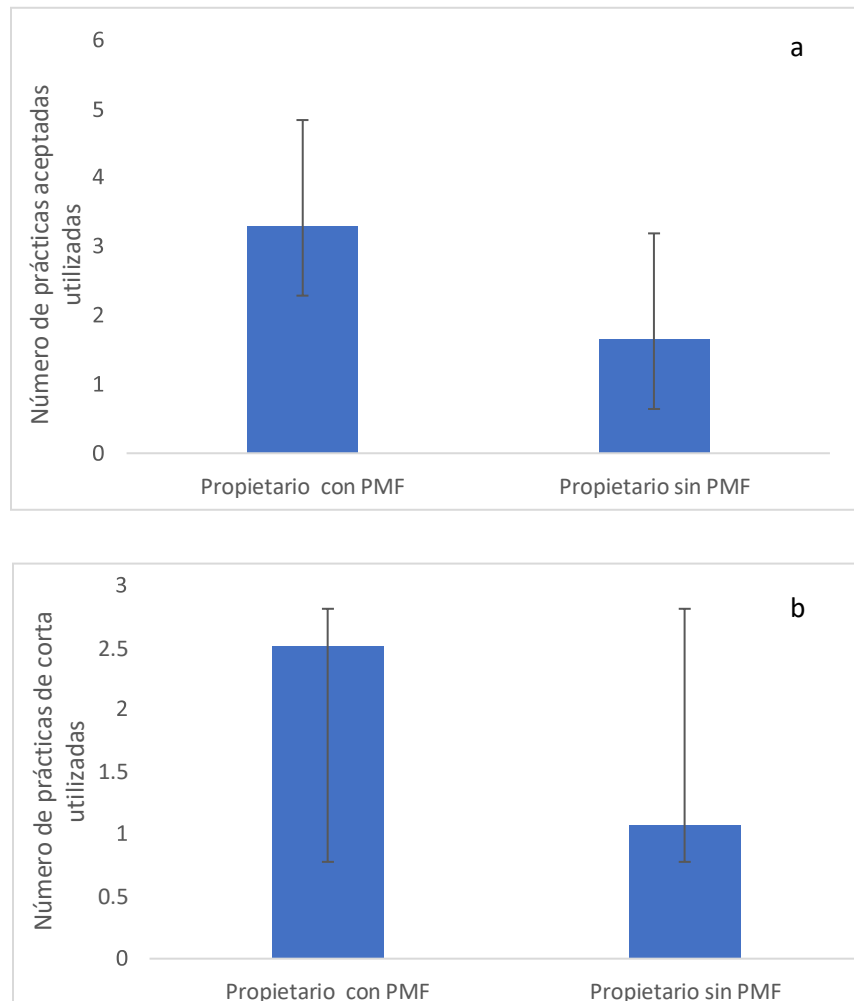 a
6
5
4
3
2
1
0
Número de prácticas aceptadas
utilizadas
Propietario con PMF
Propietario sin PMF
b
3
2.5
2
1.5
1
0.5
0
Número de prácticas de corta
utilizadas
Propietario con PMF
Propietario sin PMF